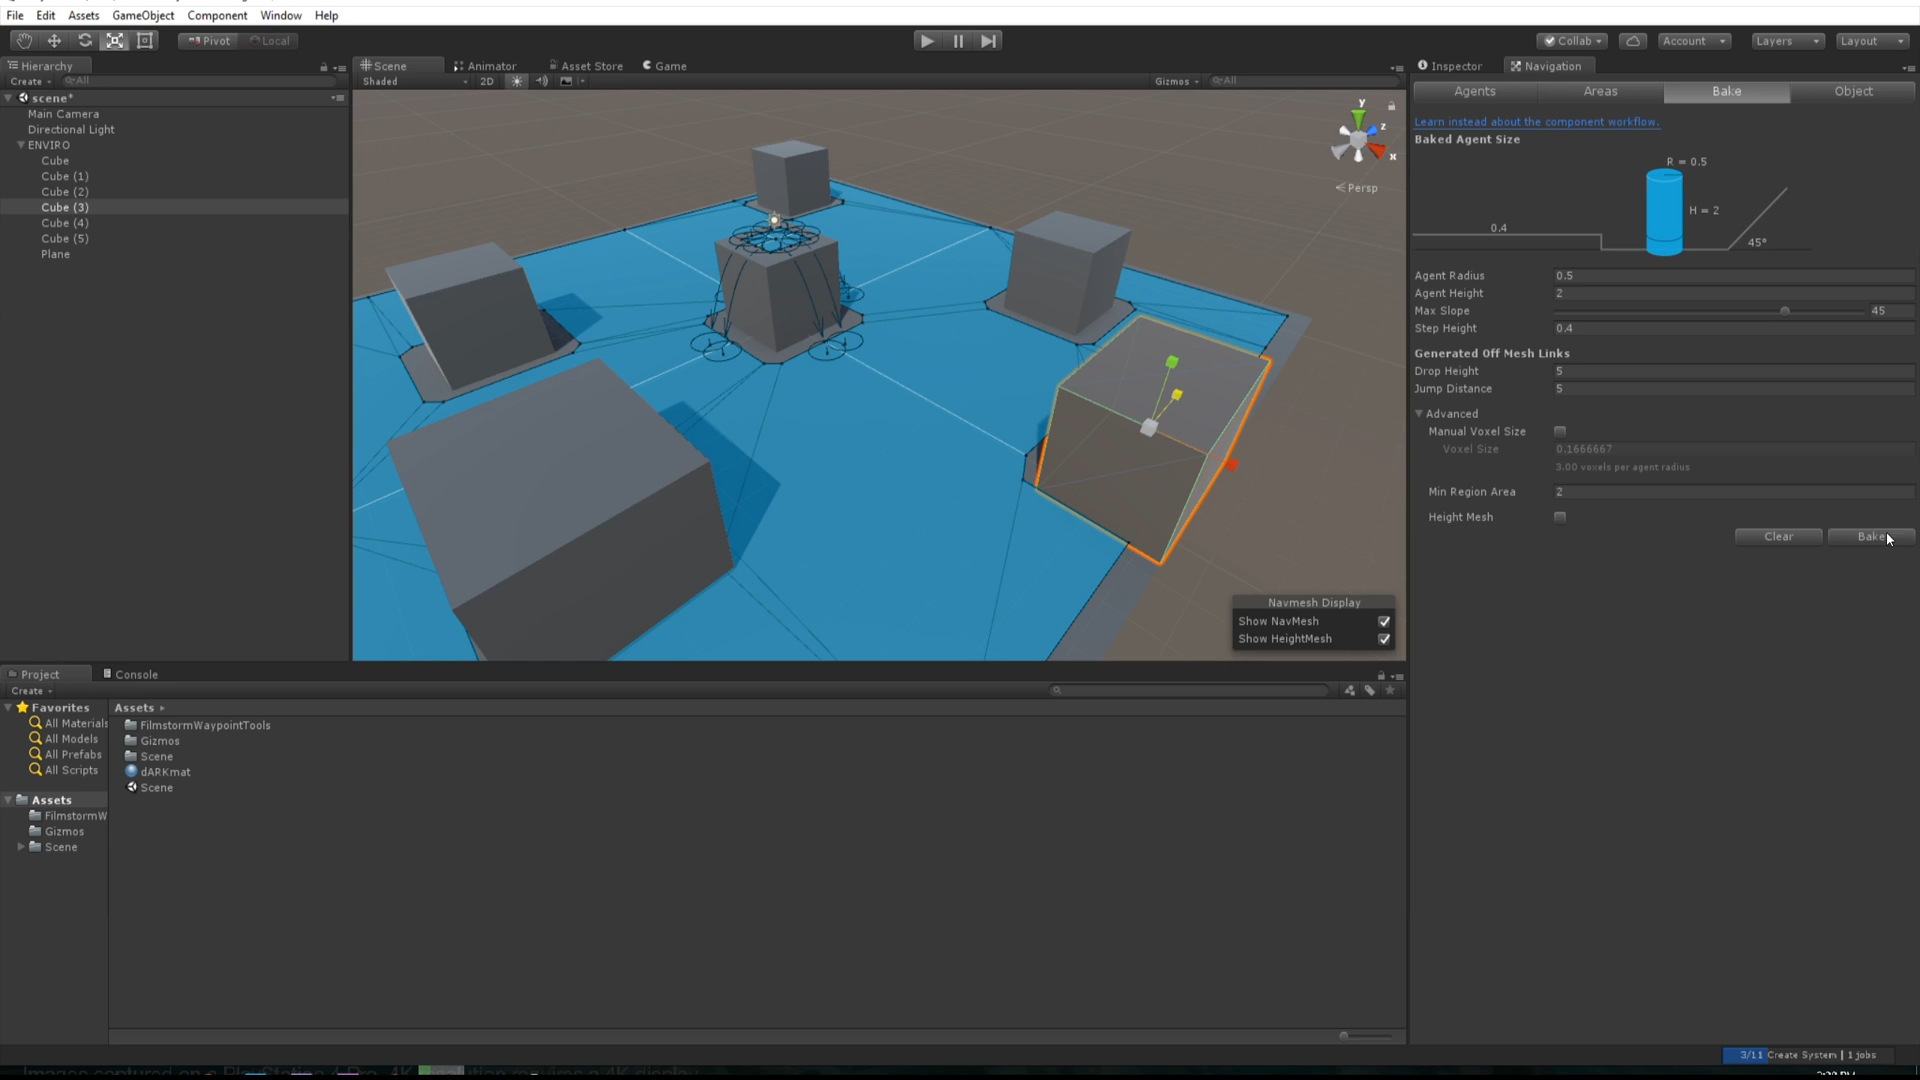 File Edit Assets GameObject Component Window Help
Pivot Local Collab Account Layers Layout
Hierarchy
Create All
scene*
Main Camera
Directional Light
ENVIRO
Cube
Cube (1)
Cube (2)
Cube (3)
Cube (4)
Cube (5)
Plane
Scene Animator Asset Store Game
Shaded 2D Gizmos All
y
z
x
Persp
Navmesh Display
Show NavMesh
Show HeightMesh
Inspector Navigation
Agents Areas Bake Object
Learn instead about the component workflow.
Baked Agent Size
R = 0.5
H = 2
0.4
45°
Agent Radius 0.5
Agent Height 2
Max Slope 45
Step Height 0.4
Generated Off Mesh Links
Drop Height 5
Jump Distance 5
Advanced
Manual Voxel Size
Voxel Size 0.1666667
3.00 voxels per agent radius
Min Region Area 2
Height Mesh
Clear Bake
Project Console
Create
Favorites
All Materials
All Models
All Prefabs
All Scripts
Assets
FilmstormW
Gizmos
Scene
Assets
FilmstormWaypointTools
Gizmos
Scene
dARKmat
Scene
3/11 Create System | 1 jobs